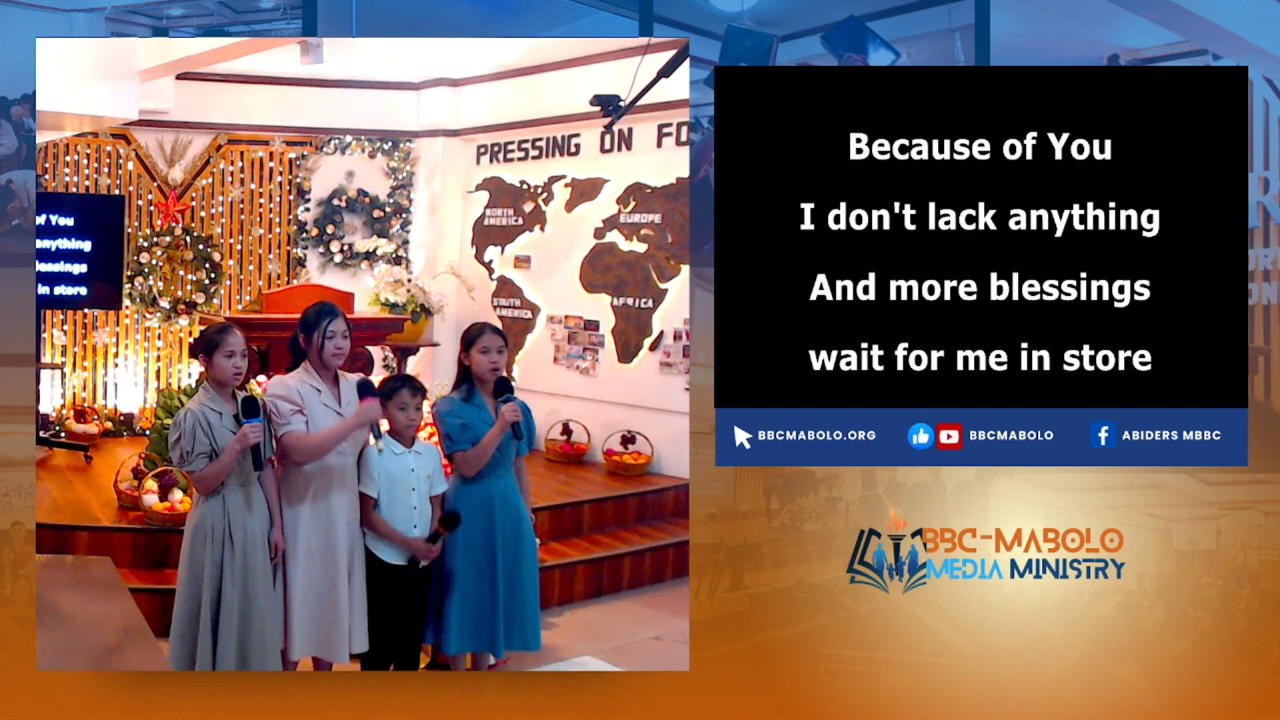 PRESSING ON FO
NORTH
AMERICA
EUROPE
SOUTH
AMERICA
AFRICA
of You
anything
blessings
in store
Because of You
I don't lack anything
And more blessings
wait for me in store
BBCMABOLO.ORG
BBCMABOLO
ABIDERS MBBC
BBC-MABOLO
MEDIA MINISTRY